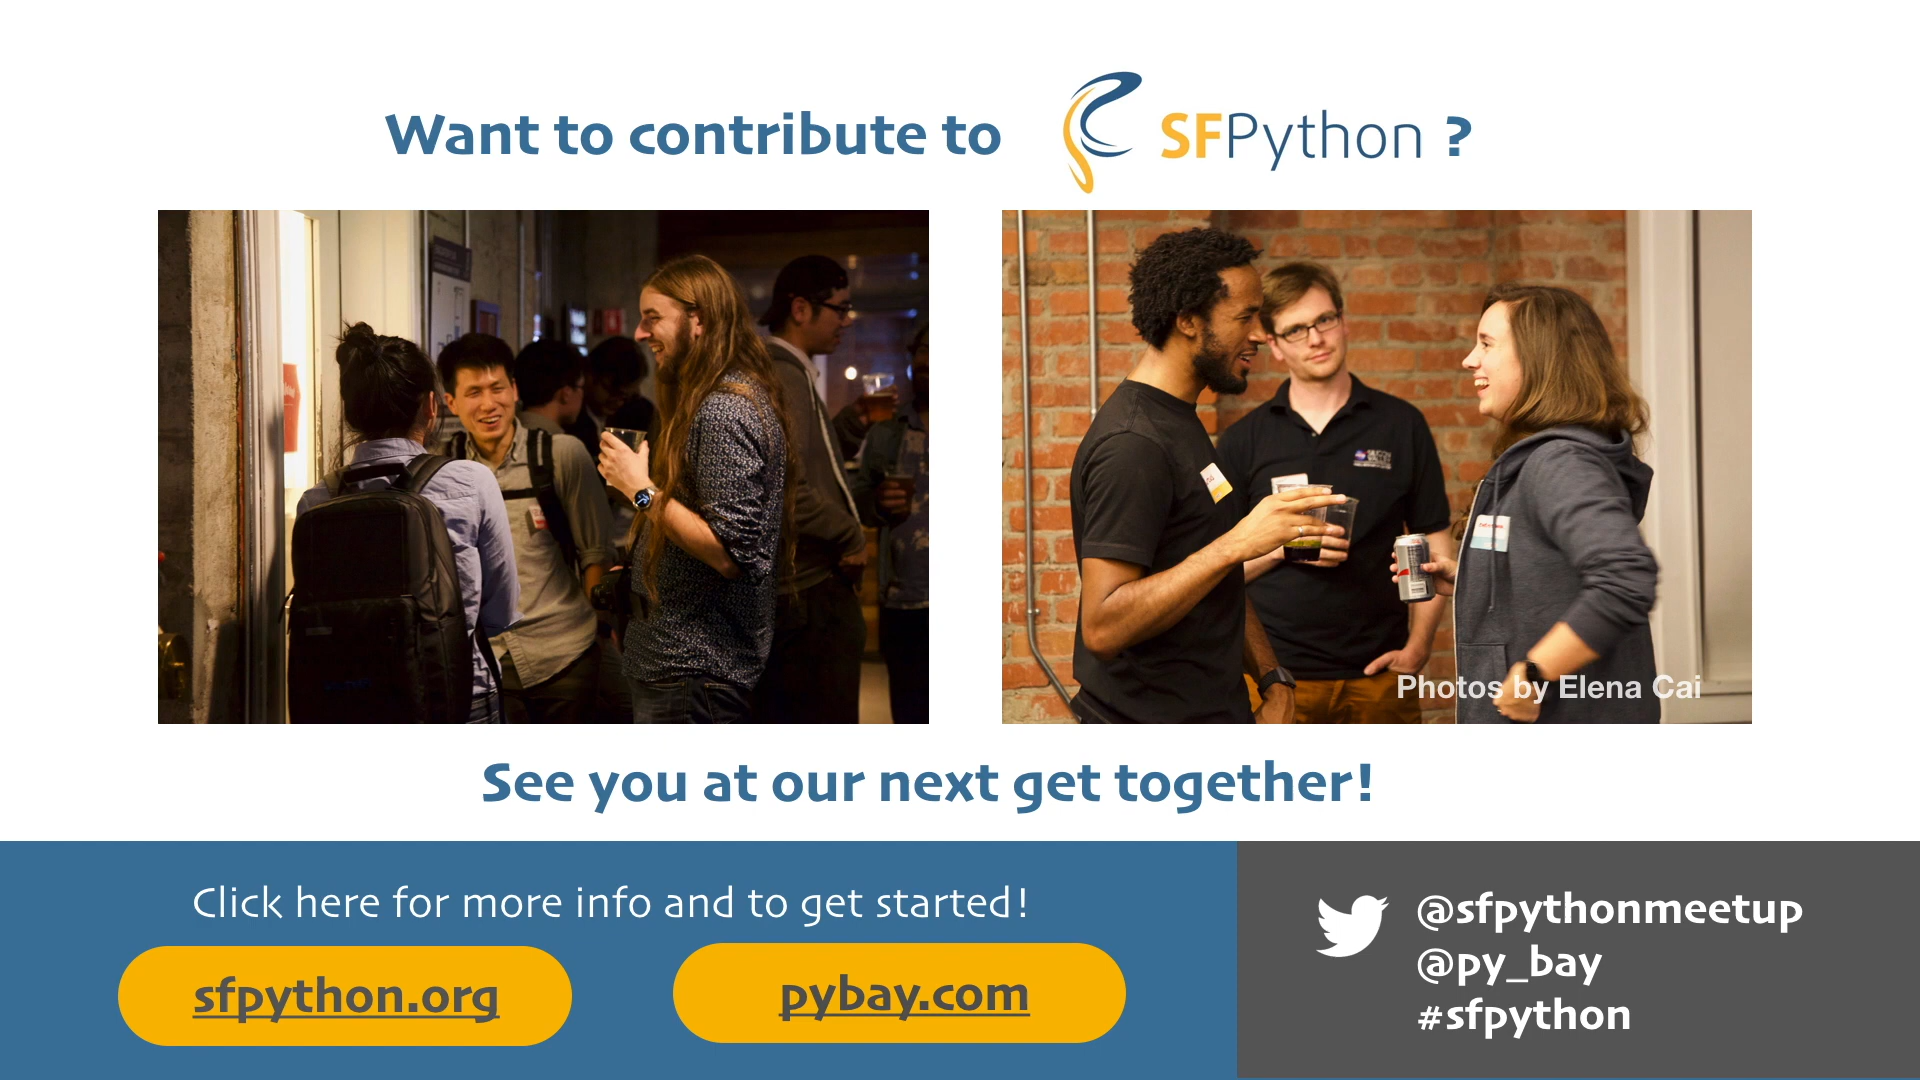 Want to contribute to SFPython ?
Photos by Elena Cai
See you at our next get together!
Click here for more info and to get started!
sfpython.org
pybay.com
@sfpythonmeetup
@py_bay
#sfpython